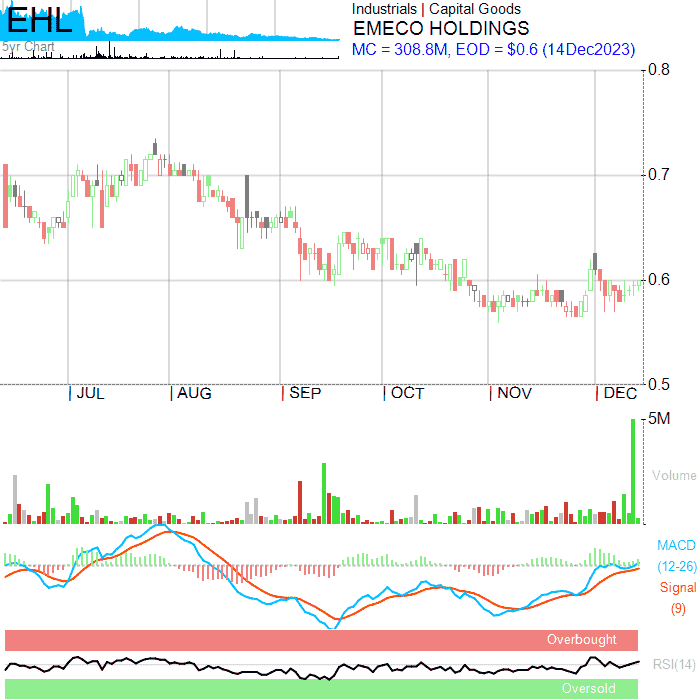 EHL
5yr Chart
Industrials | Capital Goods
EMECO HOLDINGS
MC = 308.8M, EOD = $0.6 (14Dec2023)
0.8
0.7
0.6
0.5
JUL
AUG
SEP
OCT
NOV
DEC
5M
Volume
MACD
(12-26)
Signal
(9)
Overbought
RSI(14)
Oversold